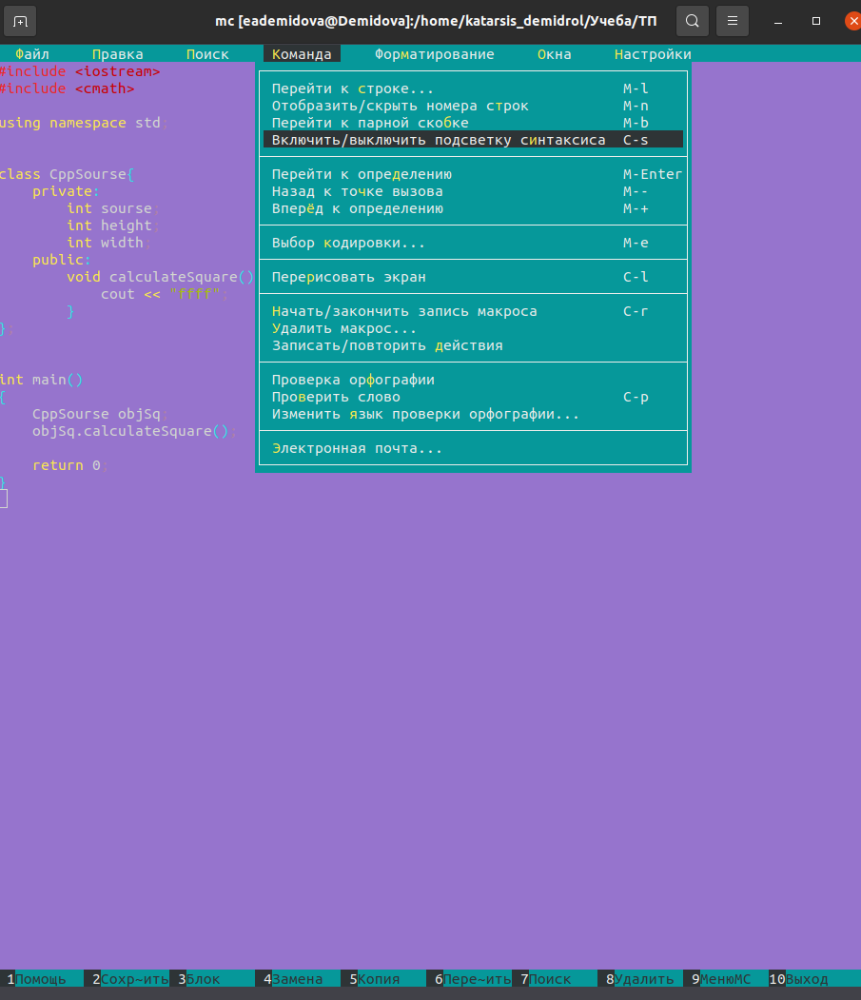 mc [eademidova@Demidova]:/home/katarsis_demidrol/Учеба/ТП
Файл Правка Поиск Команда Форматирование Окна Настройки
#include <iostream>
#include <cmath>
using namespace std;
class CppSourse{
private:
int sourse;
int height;
int width;
public:
void calculateSquare()
cout << "ffff";
}
};
int main()
{
CppSourse objSq;
objSq.calculateSquare();
return 0;
}
Перейти к строке... M-l
Отобразить/скрыть номера строк M-n
Перейти к парной скобке M-b
Включить/выключить подсветку синтаксиса C-s
Перейти к определению M-Enter
Назад к точке вызова M--
Вперёд к определению M-+
Выбор кодировки... M-e
Перерисовать экран C-l
Начать/закончить запись макроса C-r
Удалить макрос...
Записать/повторить действия
Проверка орфографии
Проверить слово C-p
Изменить язык проверки орфографии...
Электронная почта...
1Помощь 2Сохр~ить 3Блок 4Замена 5Копия 6Пере~ить 7Поиск 8Удалить 9МенюMC 10Выход